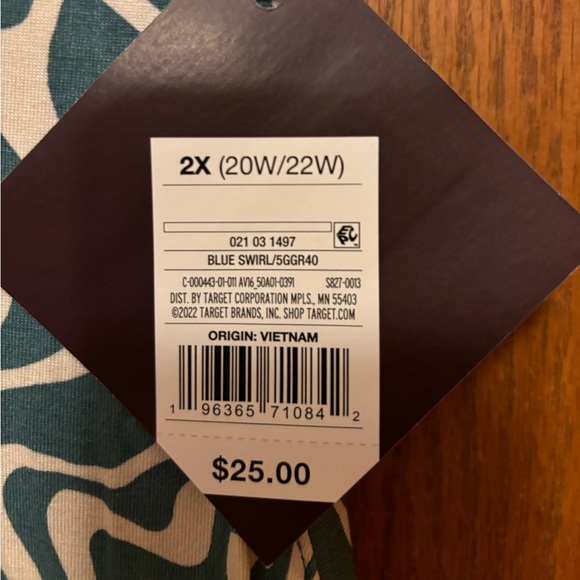 2X (20W/22W)
021 03 1497
BLUE SWIRL/5GGR40
C-000443-01-011 AV16_50A01-0391 S827-0013
DIST. BY TARGET CORPORATION MPLS., MN 55403
©2022 TARGET BRANDS, INC. SHOP TARGET.COM
ORIGIN: VIETNAM
1 96365 71084 2
$25.00